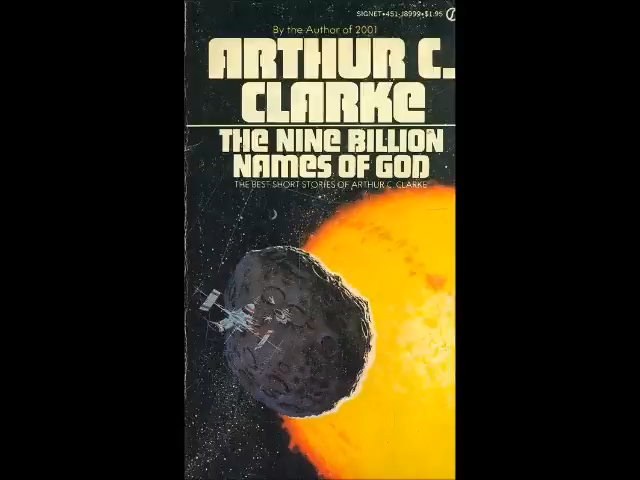 SIGNET•451-J8999•$1.95
By the Author of 2001
ARTHUR C.
CLARKE
THE NINE BILLION
NAMES OF GOD
THE BEST SHORT STORIES OF ARTHUR C. CLARKE